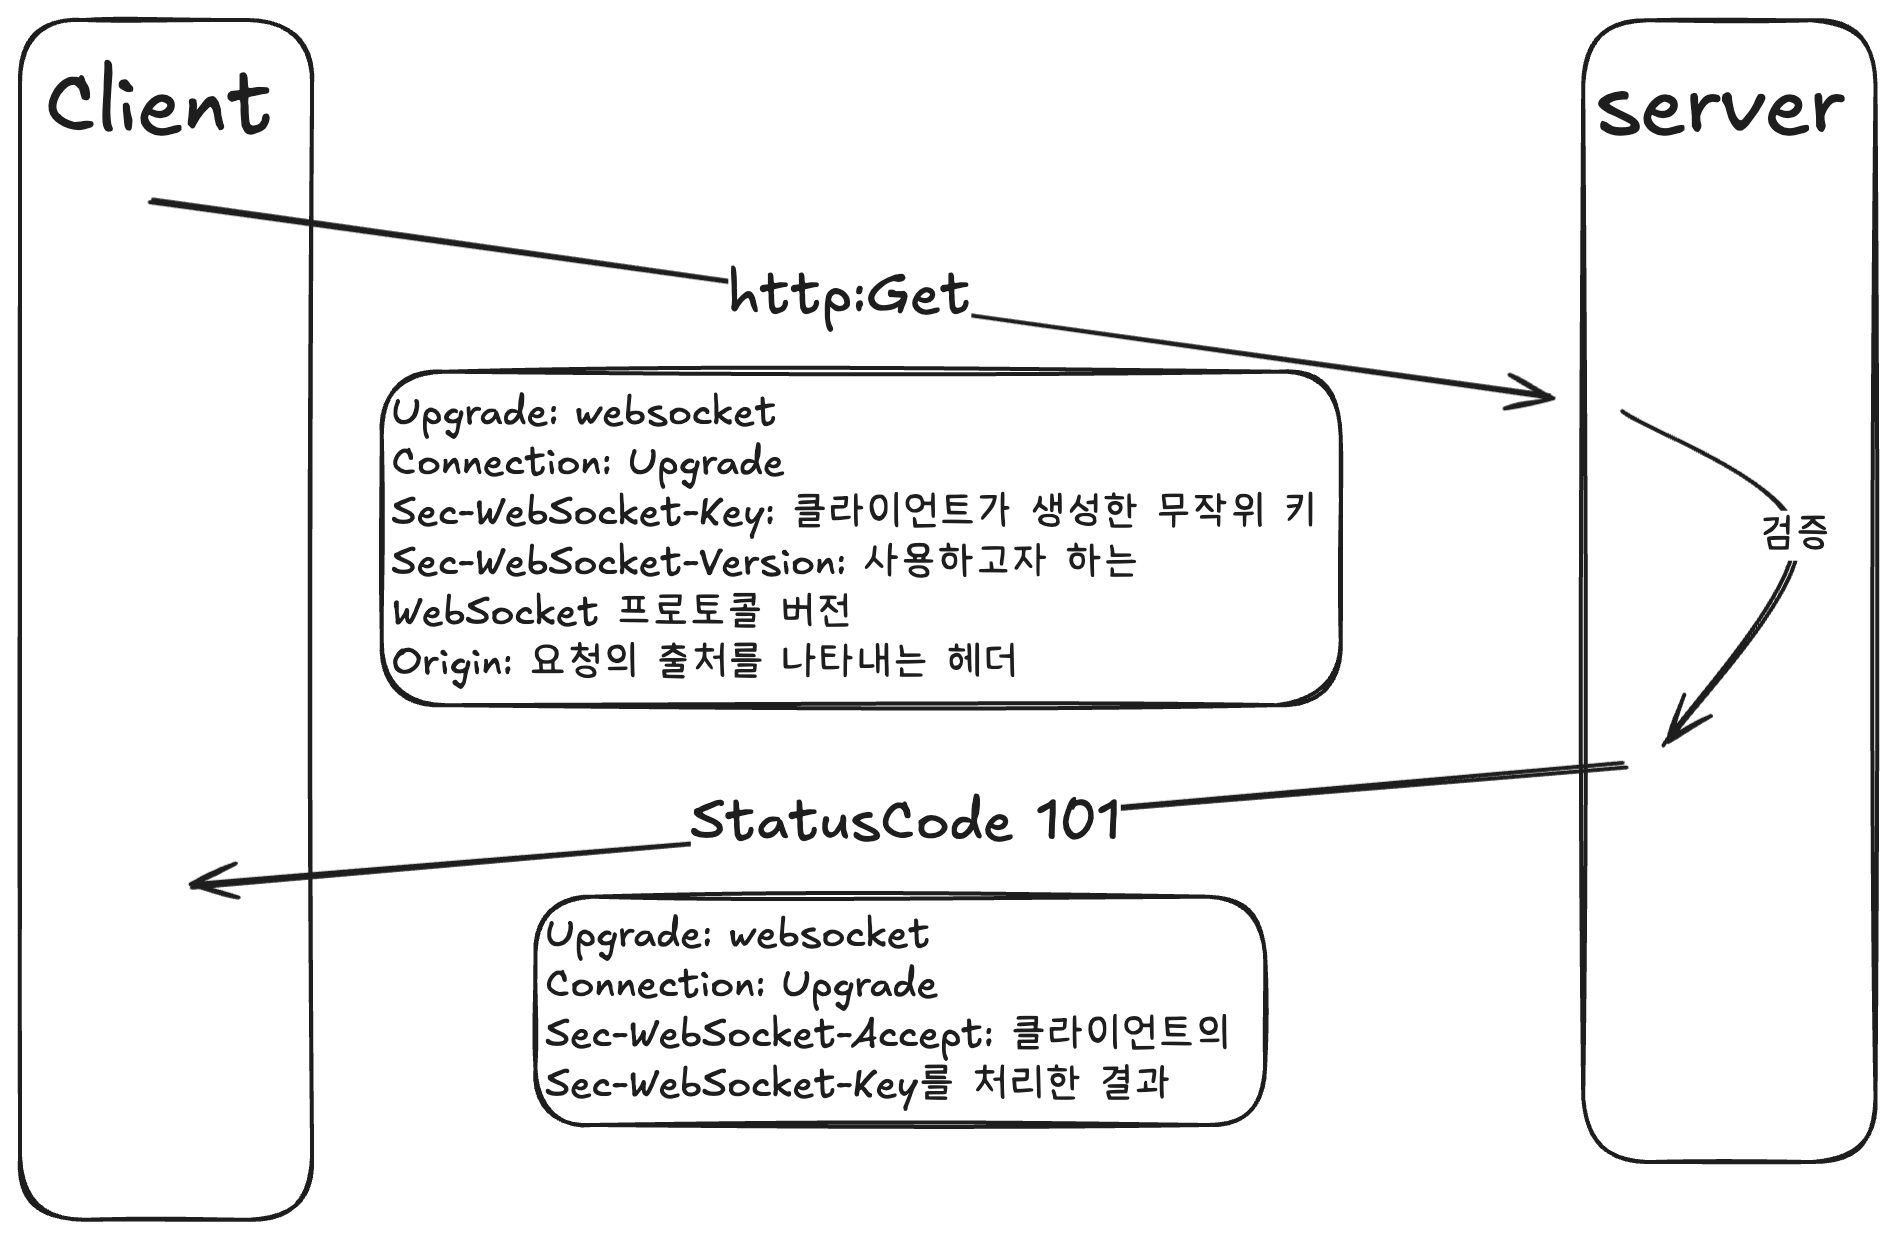 Client
server
http:Get
Upgrade: websocket
Connection: Upgrade
Sec-WebSocket-Key: 클라이언트가 생성한 무작위 키
Sec-WebSocket-Version: 사용하고자 하는
WebSocket 프로토콜 버전
Origin: 요청의 출처를 나타내는 헤더
검증
StatusCode 101
Upgrade: websocket
Connection: Upgrade
Sec-WebSocket-Accept: 클라이언트의
Sec-WebSocket-Key를 처리한 결과